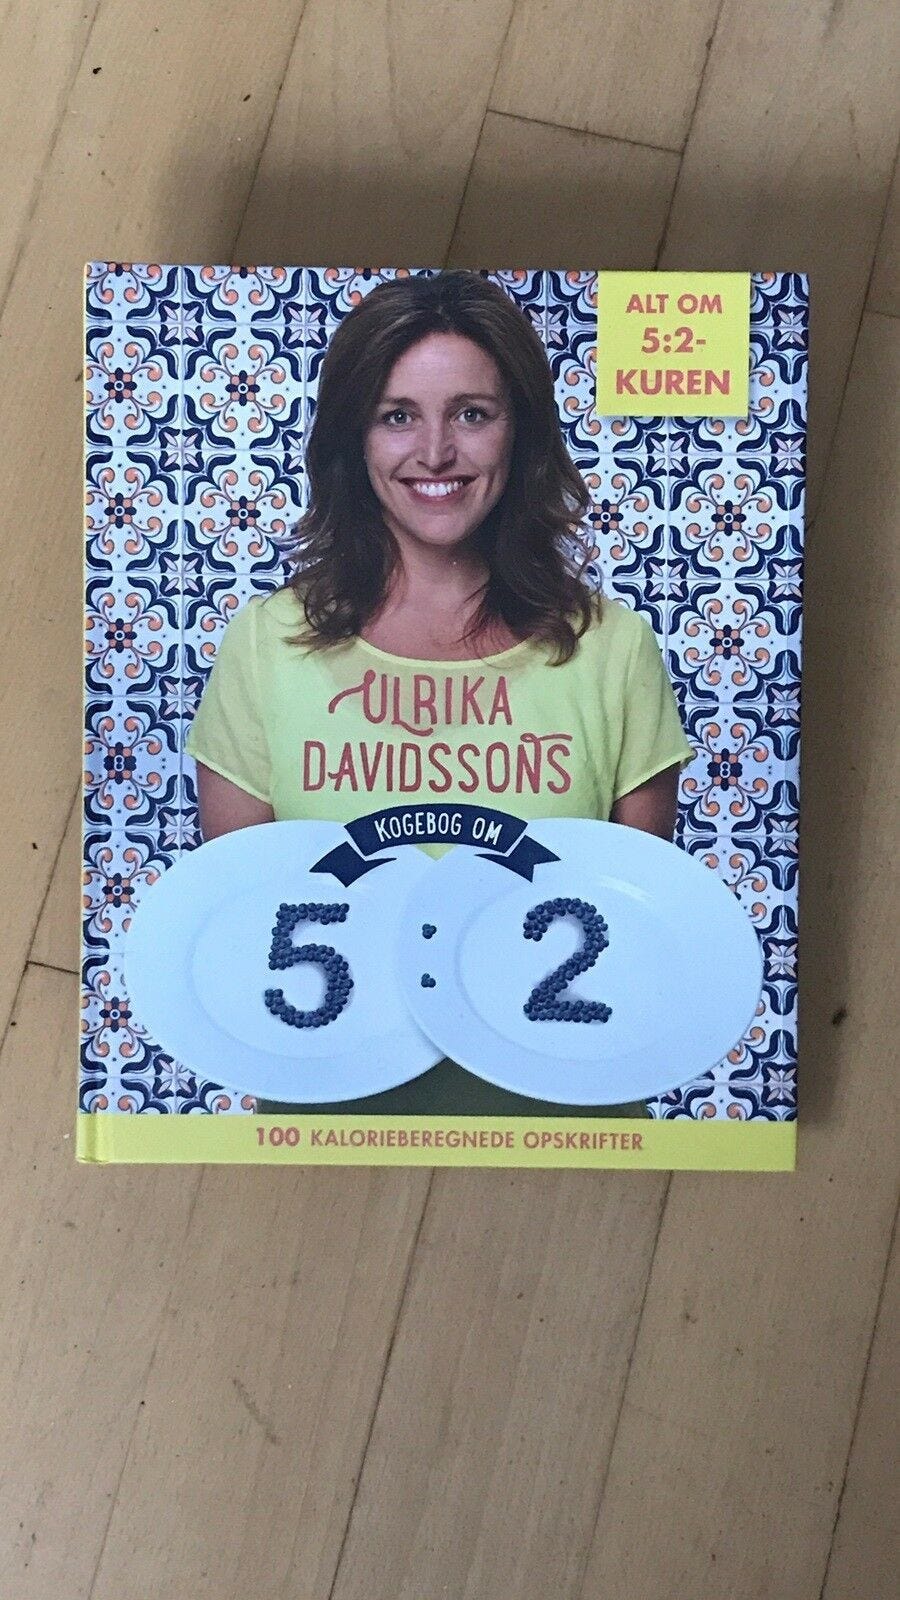 ALT OM
5:2-
KUREN
ULRIKA
DAVIDSSONS
KOGEBOG OM
5:2
100 KALORIEBEREGNEDE OPSKRIFTER